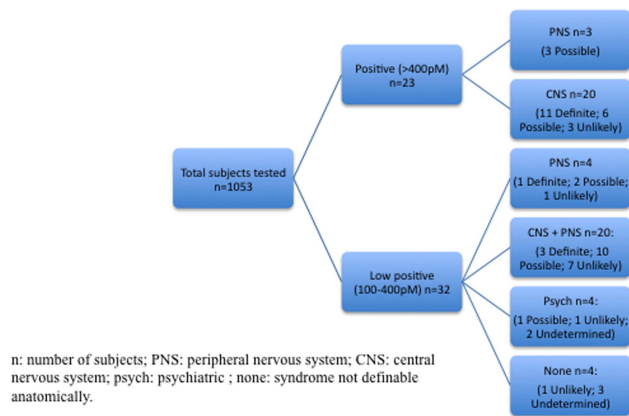 Total subjects tested
n=1053
Positive (>400pM)
n=23
PNS n=3
(3 Possible)
CNS n=20
(11 Definite; 6
Possible; 3 Unlikely)
Low positive
(100-400pM) n=32
PNS n=4
(1 Definite; 2 Possible;
1 Unlikely)
CNS + PNS n=20:
(3 Definite; 10
Possible; 7 Unlikely)
Psych n=4:
(1 Possible; 1 Unlikely;
2 Undetermined)
None n=4:
(1 Unlikely; 3
Undetermined)
n: number of subjects; PNS: peripheral nervous system; CNS: central
nervous system; psych: psychiatric ; none: syndrome not definable
anatomically.